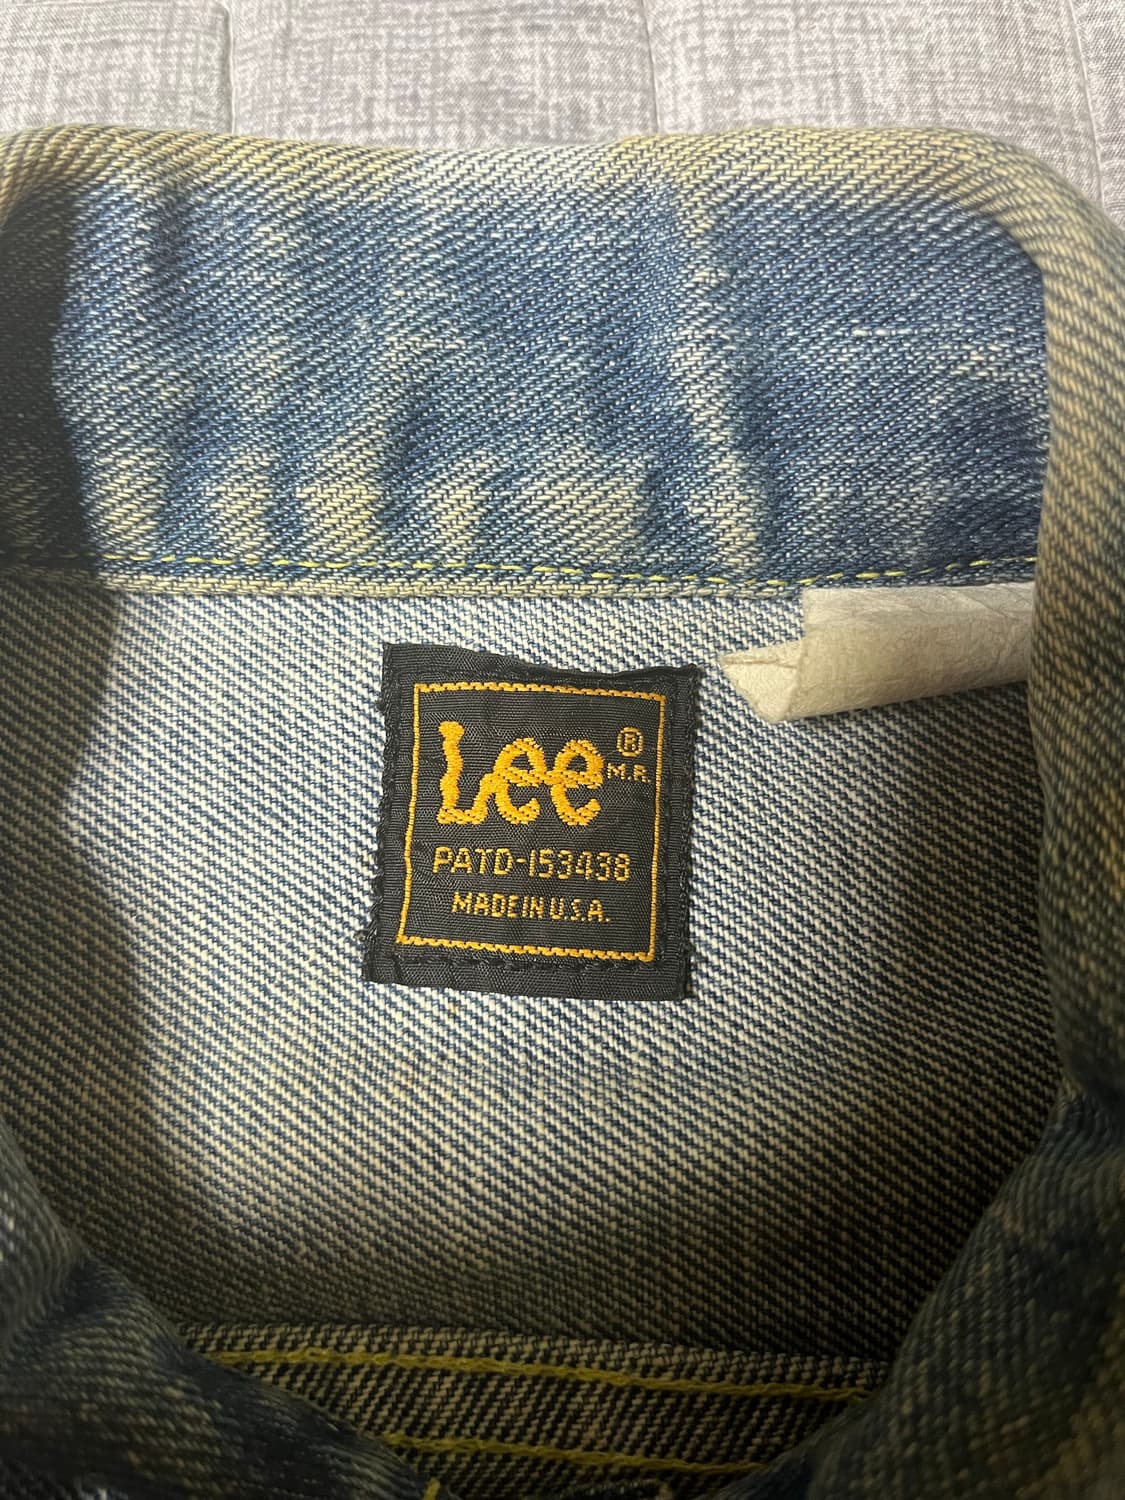 Lee ®
M.R.
PATD-153438
MADE IN U.S.A.